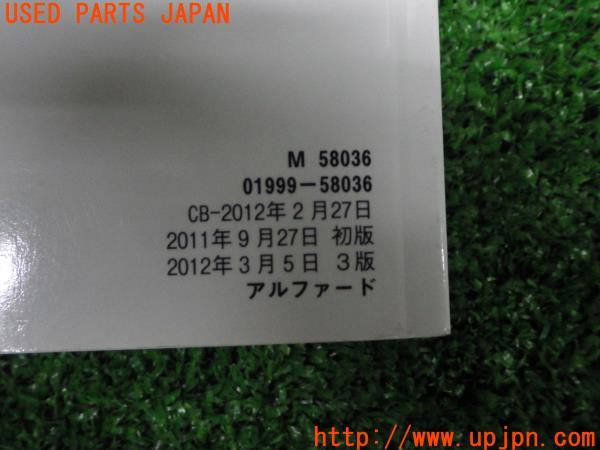 USED PARTS JAPAN
M 58036
01999-58036
CB-2012年2月27日
2011年9月27日 初版
2012年3月5日 3版
アルファード
http://www.upjpn.com